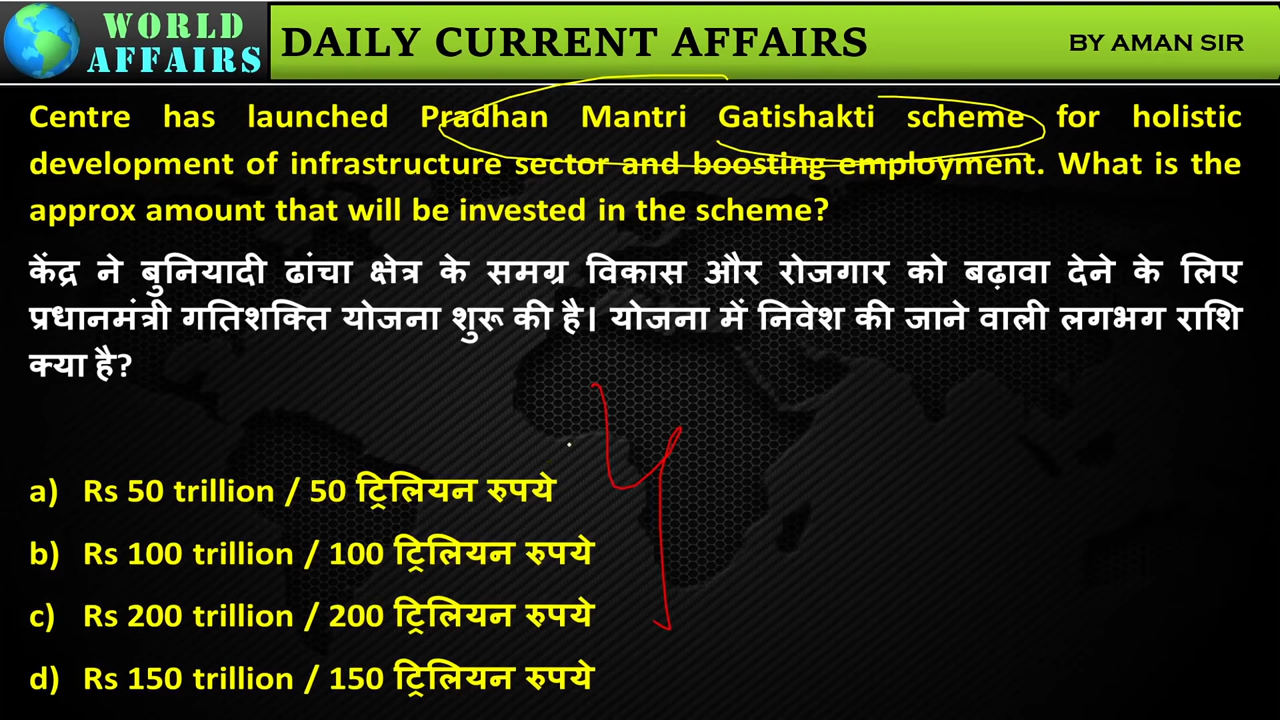 WORLD
AFFAIRS
DAILY CURRENT AFFAIRS
BY AMAN SIR
Centre has launched Pradhan Mantri Gatishakti scheme for holistic
development of infrastructure sector and boosting employment. What is the
approx amount that will be invested in the scheme?
केंद्र ने बुनियादी ढांचा क्षेत्र के समग्र विकास और रोजगार को बढ़ावा देने के लिए
प्रधानमंत्री गतिशक्ति योजना शुरू की है। योजना में निवेश की जाने वाली लगभग राशि
क्या है?
a) Rs 50 trillion / 50 ट्रिलियन रुपये
b) Rs 100 trillion / 100 ट्रिलियन रुपये
c) Rs 200 trillion / 200 ट्रिलियन रुपये
d) Rs 150 trillion / 150 ट्रिलियन रुपये